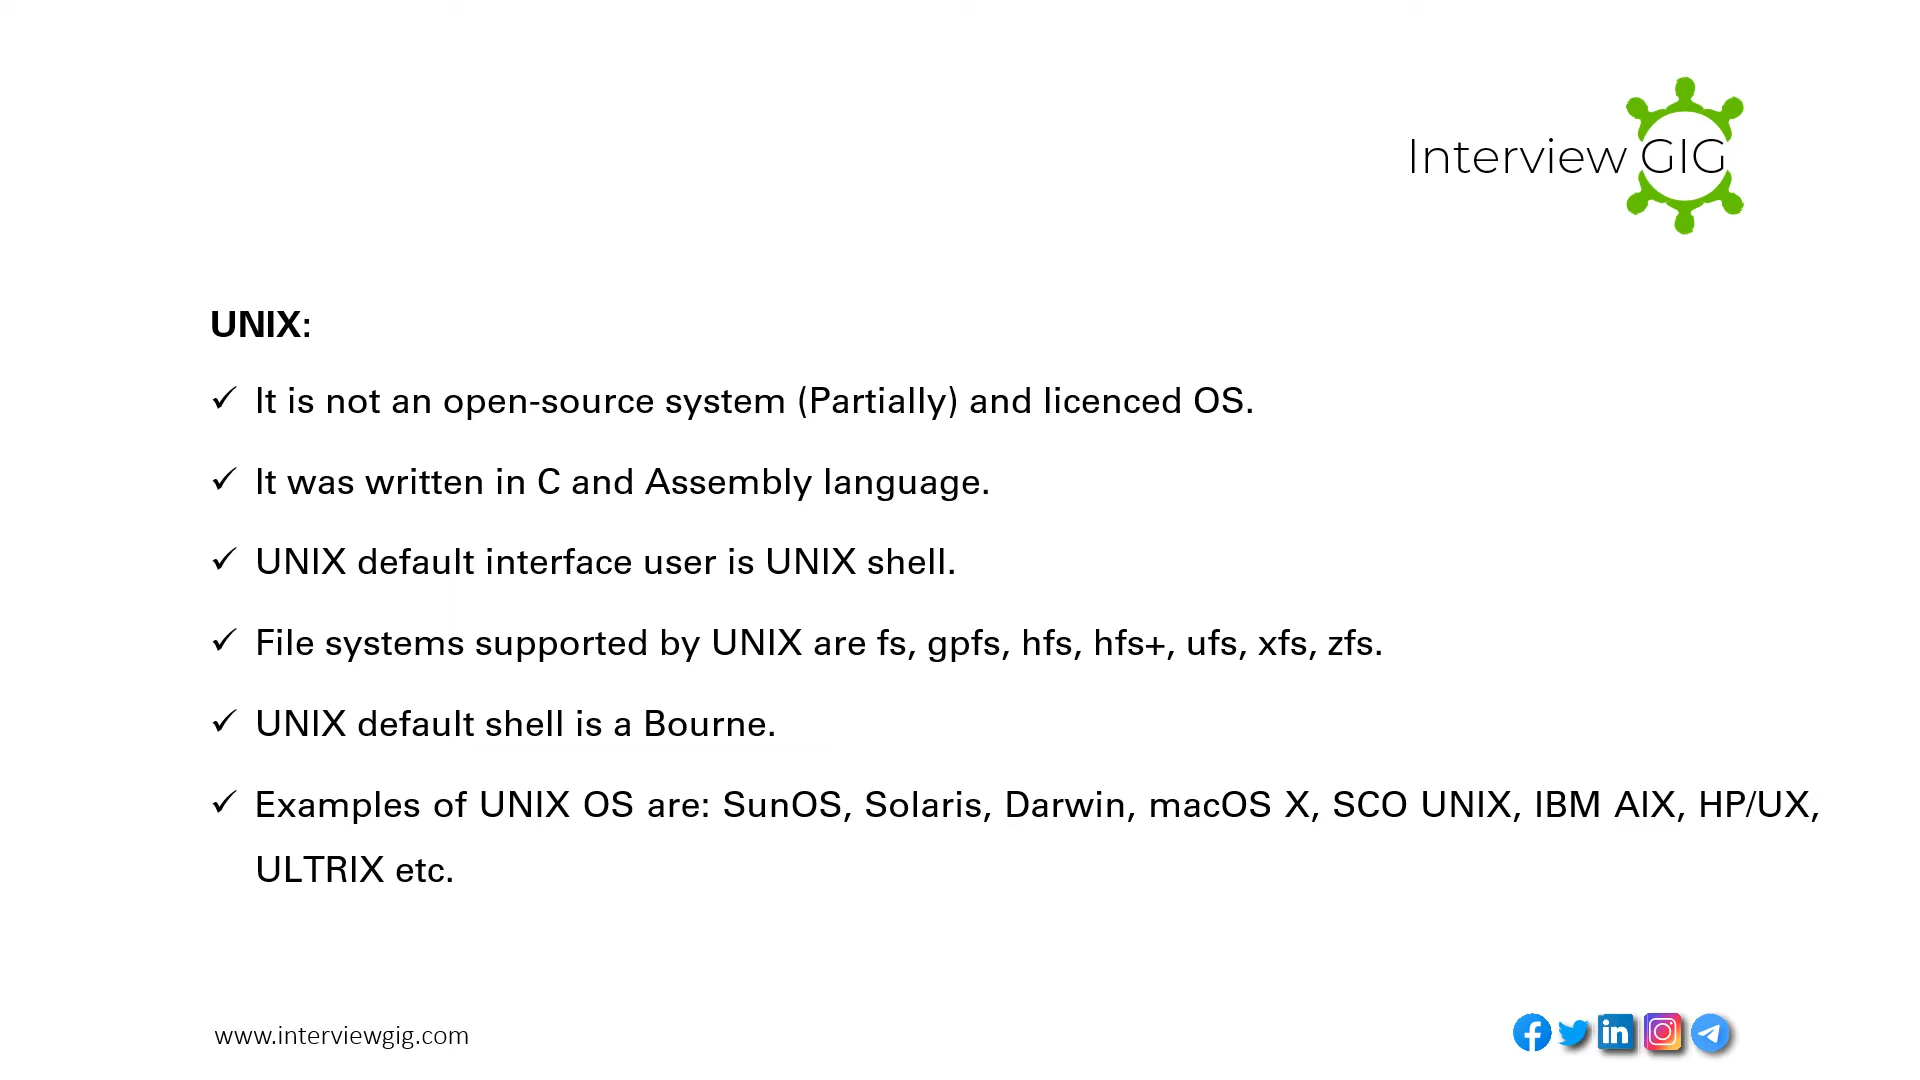 Interview GIG
UNIX:
✓ It is not an open-source system (Partially) and licenced OS.
✓ It was written in C and Assembly language.
✓ UNIX default interface user is UNIX shell.
✓ File systems supported by UNIX are fs, gpfs, hfs, hfs+, ufs, xfs, zfs.
✓ UNIX default shell is a Bourne.
✓ Examples of UNIX OS are: SunOS, Solaris, Darwin, macOS X, SCO UNIX, IBM AIX, HP/UX,
ULTRIX etc.
www.interviewgig.com
in